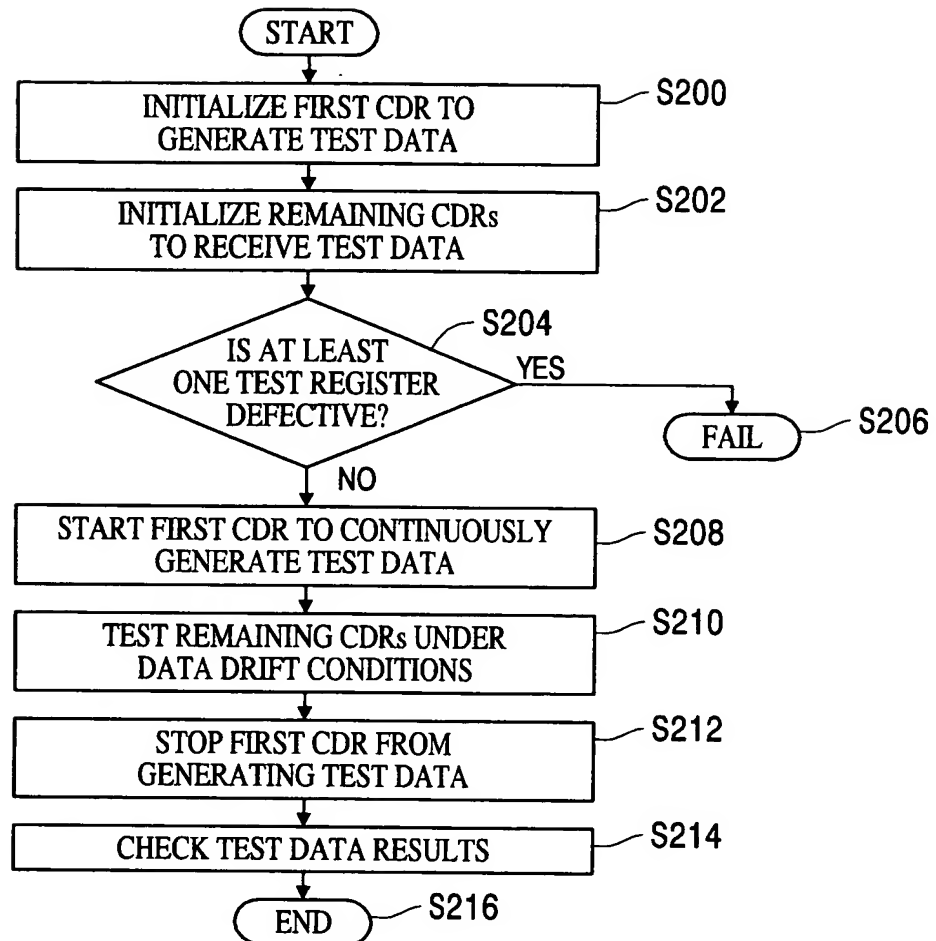 START
INITIALIZE FIRST CDR TO
GENERATE TEST DATA
S200
INITIALIZE REMAINING CDRs
TO RECEIVE TEST DATA
S202
IS AT LEAST
ONE TEST REGISTER
DEFECTIVE?
S204
YES
FAIL
S206
NO
START FIRST CDR TO CONTINUOUSLY
GENERATE TEST DATA
S208
TEST REMAINING CDRs UNDER
DATA DRIFT CONDITIONS
S210
STOP FIRST CDR FROM
GENERATING TEST DATA
S212
CHECK TEST DATA RESULTS
S214
END
S216